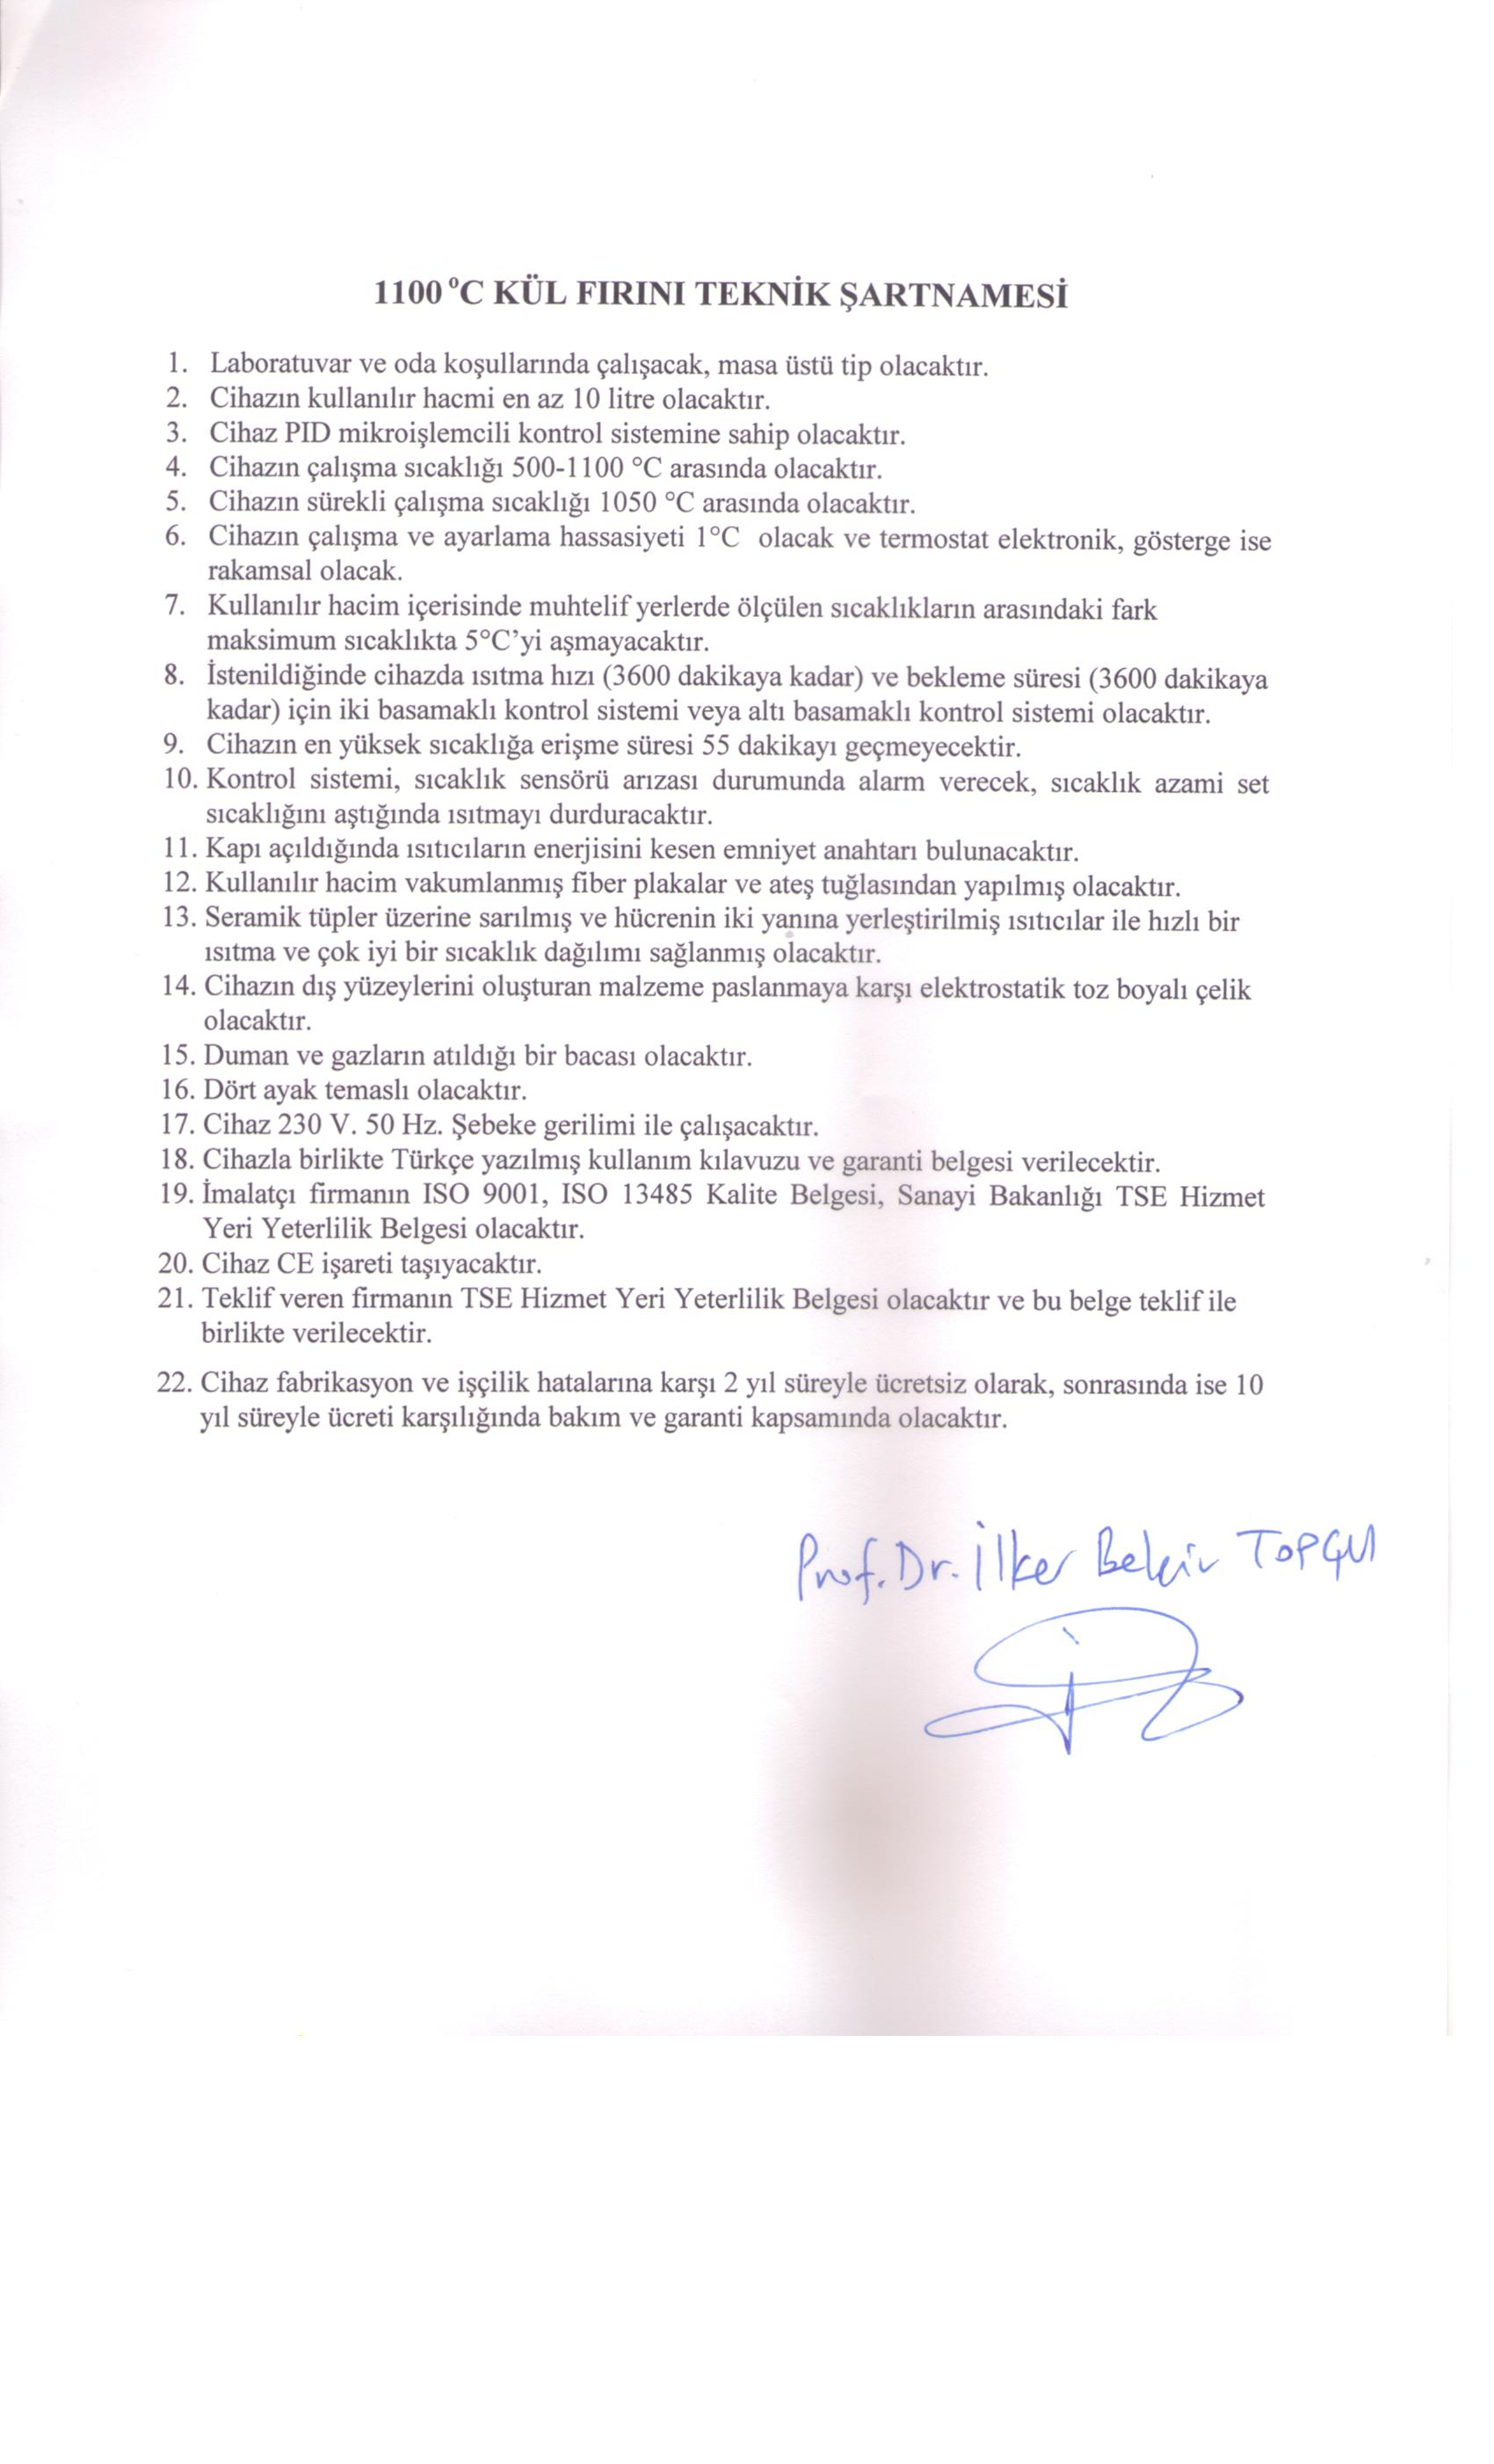 1100 °C KÜL FIRINI TEKNİK ŞARTNAMESİ
1. Laboratuvar ve oda koşullarında çalışacak, masa üstü tip olacaktır.
2. Cihazın kullanılır hacmi en az 10 litre olacaktır.
3. Cihaz PID mikroişlemcili kontrol sistemine sahip olacaktır.
4. Cihazın çalışma sıcaklığı 500-1100 °C arasında olacaktır.
5. Cihazın sürekli çalışma sıcaklığı 1050 °C arasında olacaktır.
6. Cihazın çalışma ve ayarlama hassasiyeti 1°C olacak ve termostat elektronik, gösterge ise
rakamsal olacak.
7. Kullanılır hacim içerisinde muhtelif yerlerde ölçülen sıcaklıkların arasındaki fark
maksimum sıcaklıkta 5°C’yi aşmayacaktır.
8. İstenildiğinde cihazda ısıtma hızı (3600 dakikaya kadar) ve bekleme süresi (3600 dakikaya
kadar) için iki basamaklı kontrol sistemi veya altı basamaklı kontrol sistemi olacaktır.
9. Cihazın en yüksek sıcaklığa erişme süresi 55 dakikayı geçmeyecektir.
10. Kontrol sistemi, sıcaklık sensörü arızası durumunda alarm verecek, sıcaklık azami set
sıcaklığını aştığında ısıtmayı durduracaktır.
11. Kapı açıldığında ısıtıcıların enerjisini kesen emniyet anahtarı bulunacaktır.
12. Kullanılır hacim vakumlanmış fiber plakalar ve ateş tuğlasından yapılmış olacaktır.
13. Seramik tüpler üzerine sarılmış ve hücrenin iki yanına yerleştirilmiş ısıtıcılar ile hızlı bir
ısıtma ve çok iyi bir sıcaklık dağılımı sağlanmış olacaktır.
14. Cihazın dış yüzeylerini oluşturan malzeme paslanmaya karşı elektrostatik toz boyalı çelik
olacaktır.
15. Duman ve gazların atıldığı bir bacası olacaktır.
16. Dört ayak temaslı olacaktır.
17. Cihaz 230 V. 50 Hz. Şebeke gerilimi ile çalışacaktır.
18. Cihazla birlikte Türkçe yazılmış kullanım kılavuzu ve garanti belgesi verilecektir.
19. İmalatçı firmanın ISO 9001, ISO 13485 Kalite Belgesi, Sanayi Bakanlığı TSE Hizmet
Yeri Yeterlilik Belgesi olacaktır.
20. Cihaz CE işareti taşıyacaktır.
21. Teklif veren firmanın TSE Hizmet Yeri Yeterlilik Belgesi olacaktır ve bu belge teklif ile
birlikte verilecektir.
22. Cihaz fabrikasyon ve işçilik hatalarına karşı 2 yıl süreyle ücretsiz olarak, sonrasında ise 10
yıl süreyle ücreti karşılığında bakım ve garanti kapsamında olacaktır.
Prof. Dr. İlker Bekir TOPÇU